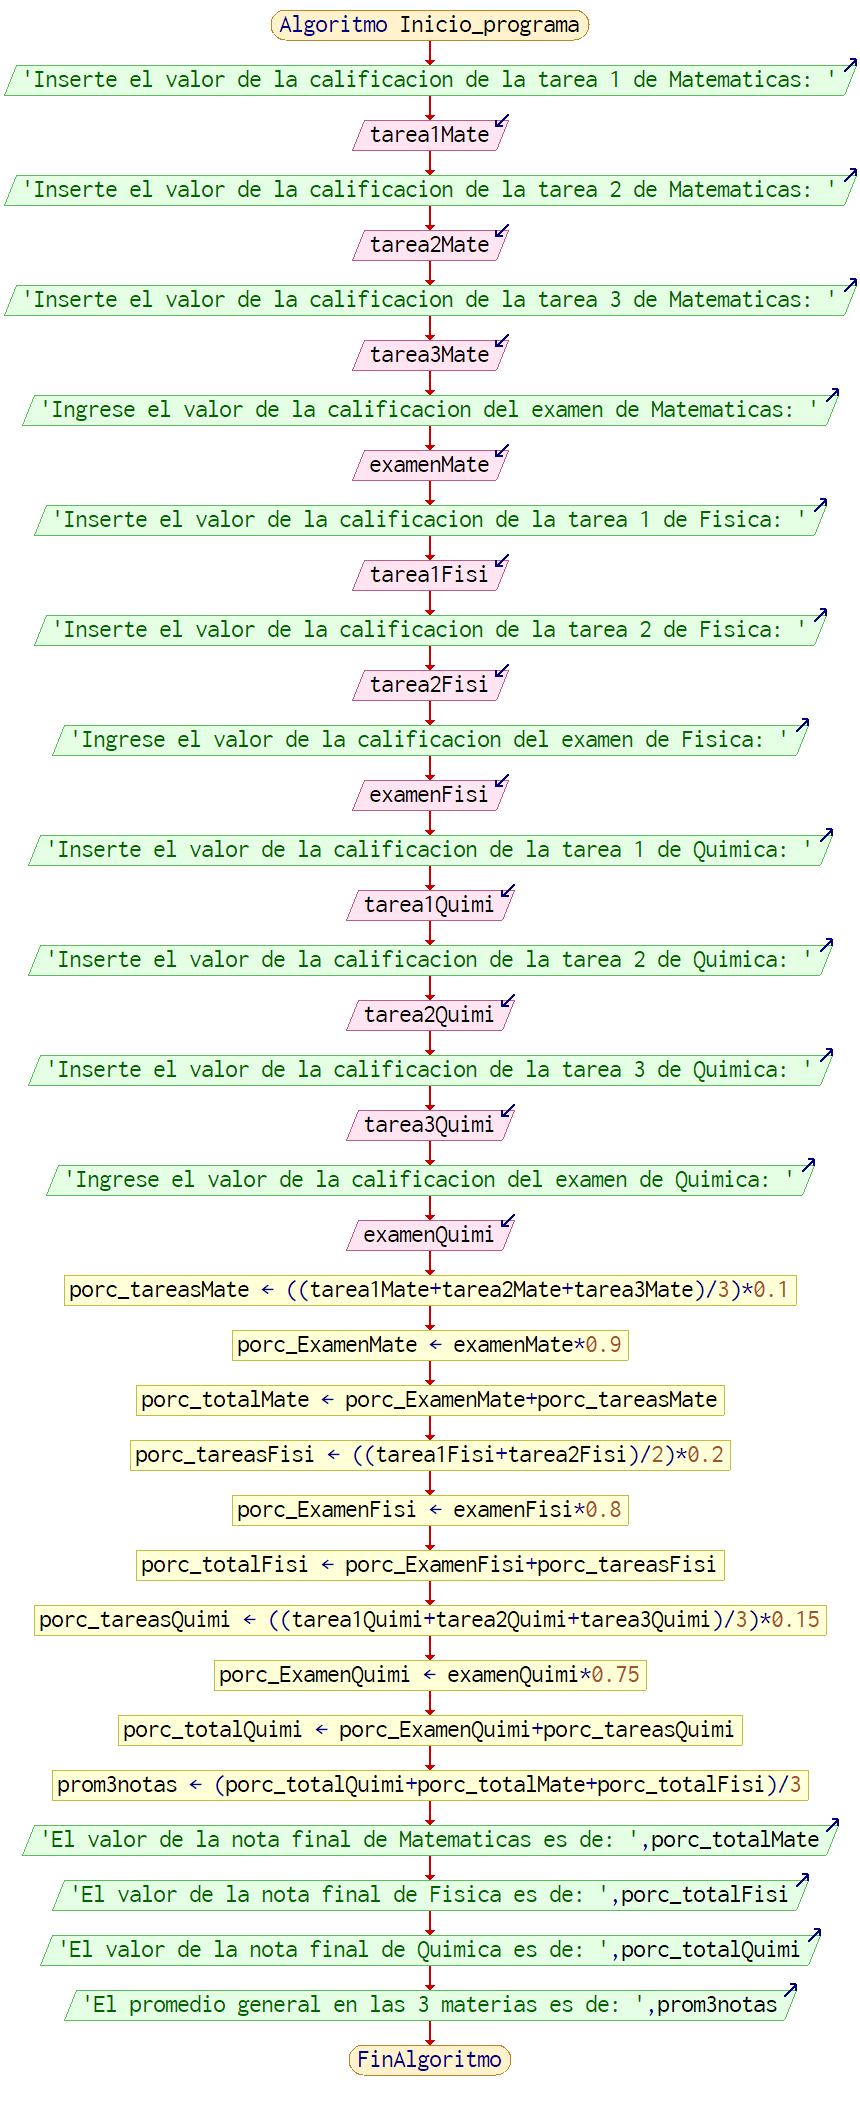 Algoritmo Inicio_programa
'Inserte el valor de la calificacion de la tarea 1 de Matematicas: '
tarea1Mate
'Inserte el valor de la calificacion de la tarea 2 de Matematicas: '
tarea2Mate
'Inserte el valor de la calificacion de la tarea 3 de Matematicas: '
tarea3Mate
'Ingrese el valor de la calificacion del examen de Matematicas: '
examenMate
'Inserte el valor de la calificacion de la tarea 1 de Fisica: '
tarea1Fisi
'Inserte el valor de la calificacion de la tarea 2 de Fisica: '
tarea2Fisi
'Ingrese el valor de la calificacion del examen de Fisica: '
examenFisi
'Inserte el valor de la calificacion de la tarea 1 de Quimica: '
tarea1Quimi
'Inserte el valor de la calificacion de la tarea 2 de Quimica: '
tarea2Quimi
'Inserte el valor de la calificacion de la tarea 3 de Quimica: '
tarea3Quimi
'Ingrese el valor de la calificacion del examen de Quimica: '
examenQuimi
porc_tareasMate ← ((tarea1Mate+tarea2Mate+tarea3Mate)/3)*0.1
porc_ExamenMate ← examenMate*0.9
porc_totalMate ← porc_ExamenMate+porc_tareasMate
porc_tareasFisi ← ((tarea1Fisi+tarea2Fisi)/2)*0.2
porc_ExamenFisi ← examenFisi*0.8
porc_totalFisi ← porc_ExamenFisi+porc_tareasFisi
porc_tareasQuimi ← ((tarea1Quimi+tarea2Quimi+tarea3Quimi)/3)*0.15
porc_ExamenQuimi ← examenQuimi*0.75
porc_totalQuimi ← porc_ExamenQuimi+porc_tareasQuimi
prom3notas ← (porc_totalQuimi+porc_totalMate+porc_totalFisi)/3
'El valor de la nota final de Matematicas es de: ',porc_totalMate
'El valor de la nota final de Fisica es de: ',porc_totalFisi
'El valor de la nota final de Quimica es de: ',porc_totalQuimi
'El promedio general en las 3 materias es de: ',prom3notas
FinAlgoritmo